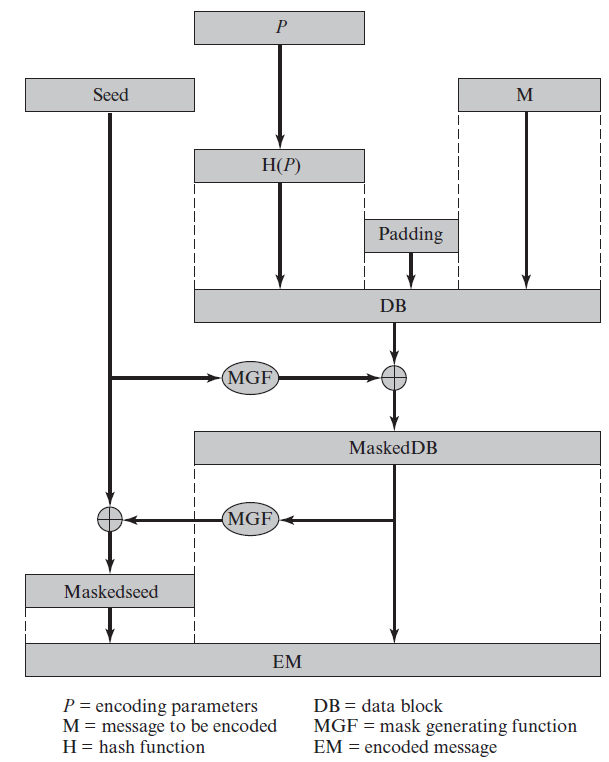 P
Seed
M
H(P)
Padding
DB
MGF
MaskedDB
MGF
Maskedseed
EM
P = encoding parameters
M = message to be encoded
H = hash function
DB = data block
MGF = mask generating function
EM = encoded message